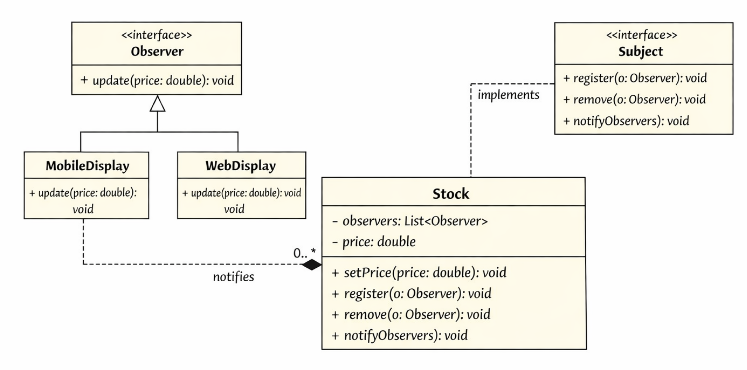 <<interface>>
Observer
+ update(price: double): void
<<interface>>
Subject
+ register(o: Observer): void
+ remove(o: Observer): void
+ notifyObservers): void
implements
MobileDisplay
+ update(price: double):
void
WebDisplay
+ update(price: double): void
void
Stock
- observers: List<Observer>
- price: double
+ setPrice(price: double): void
+ register(o: Observer): void
+ remove(o: Observer): void
+ notifyObservers): void
0.. *
notifies